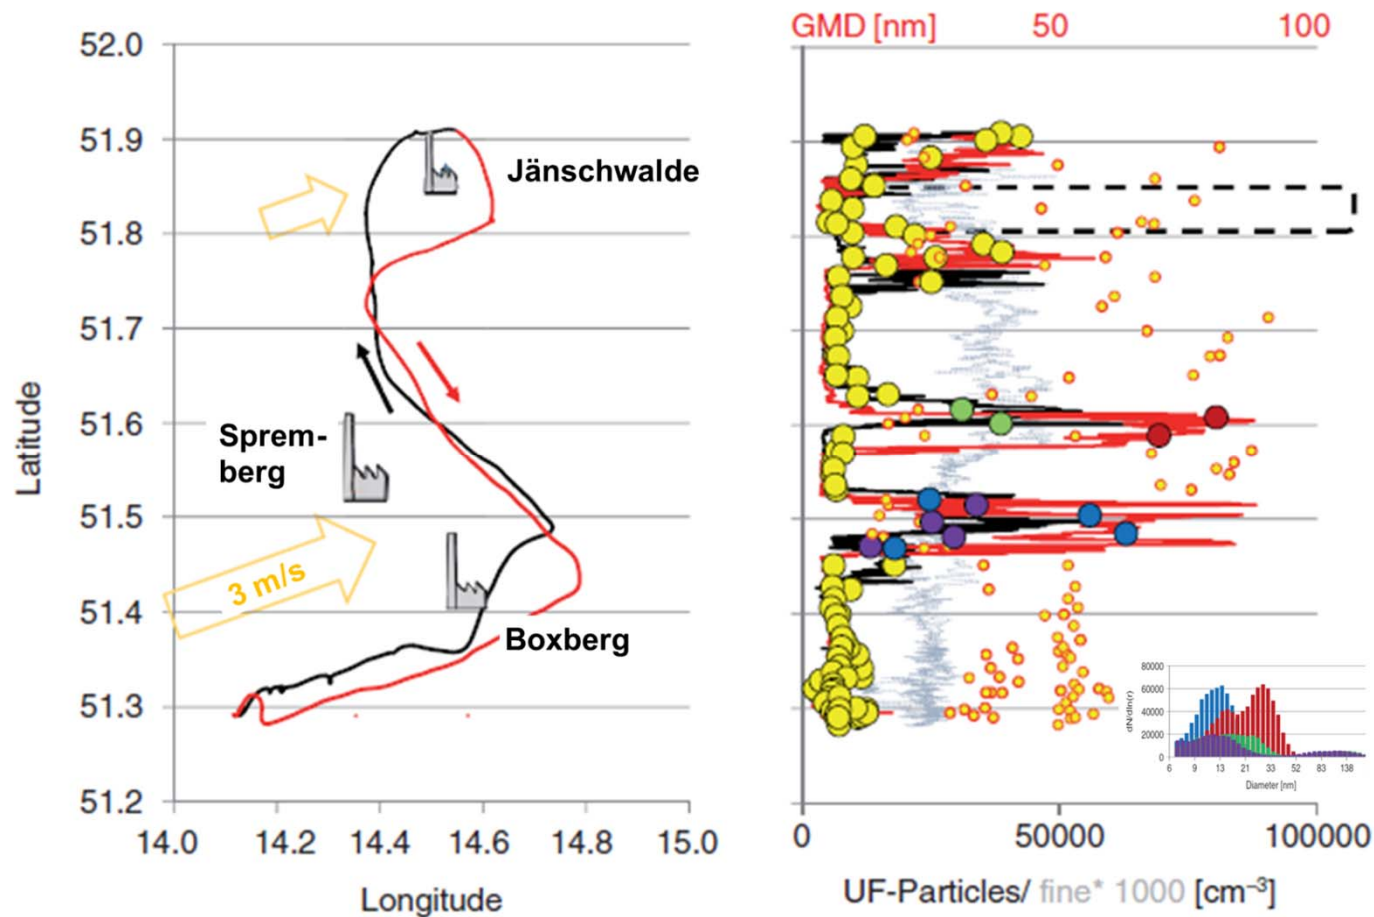 GMD [nm] 50 100
52.0
51.9
51.8
51.7
51.6
51.5
51.4
51.3
51.2
Latitude
Jänschwalde
Sprem-
berg
3 m/s
Boxberg
14.0 14.2 14.4 14.6 14.8 15.0
Longitude
0 50000 100000
UF-Particles/ fine* 1000 [cm⁻³]
80000
60000
40000
20000
0
dN/dln(r)
6 9 13 21 33 52 83 138
Diameter [nm]